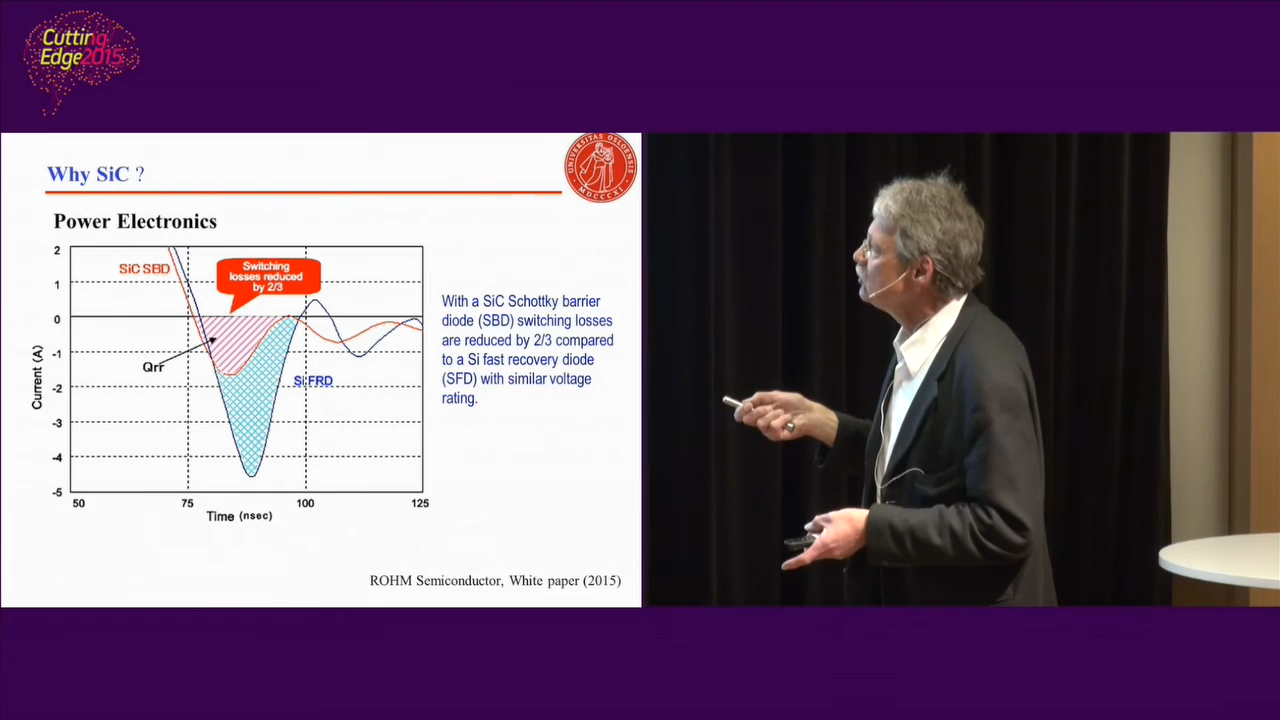 Cutting
Edge2015
UNIVERSITAS OSLOENSIS
MDCCCXI
Why SiC ?
Power Electronics
2
1
0
-1
-2
-3
-4
-5
Current (A)
SiC SBD
Switching
losses reduced
by 2/3
Qrr
Si FRD
50
75
100
125
Time (nsec)
With a SiC Schottky barrier
diode (SBD) switching losses
are reduced by 2/3 compared
to a Si fast recovery diode
(SFD) with similar voltage
rating.
ROHM Semiconductor, White paper (2015)